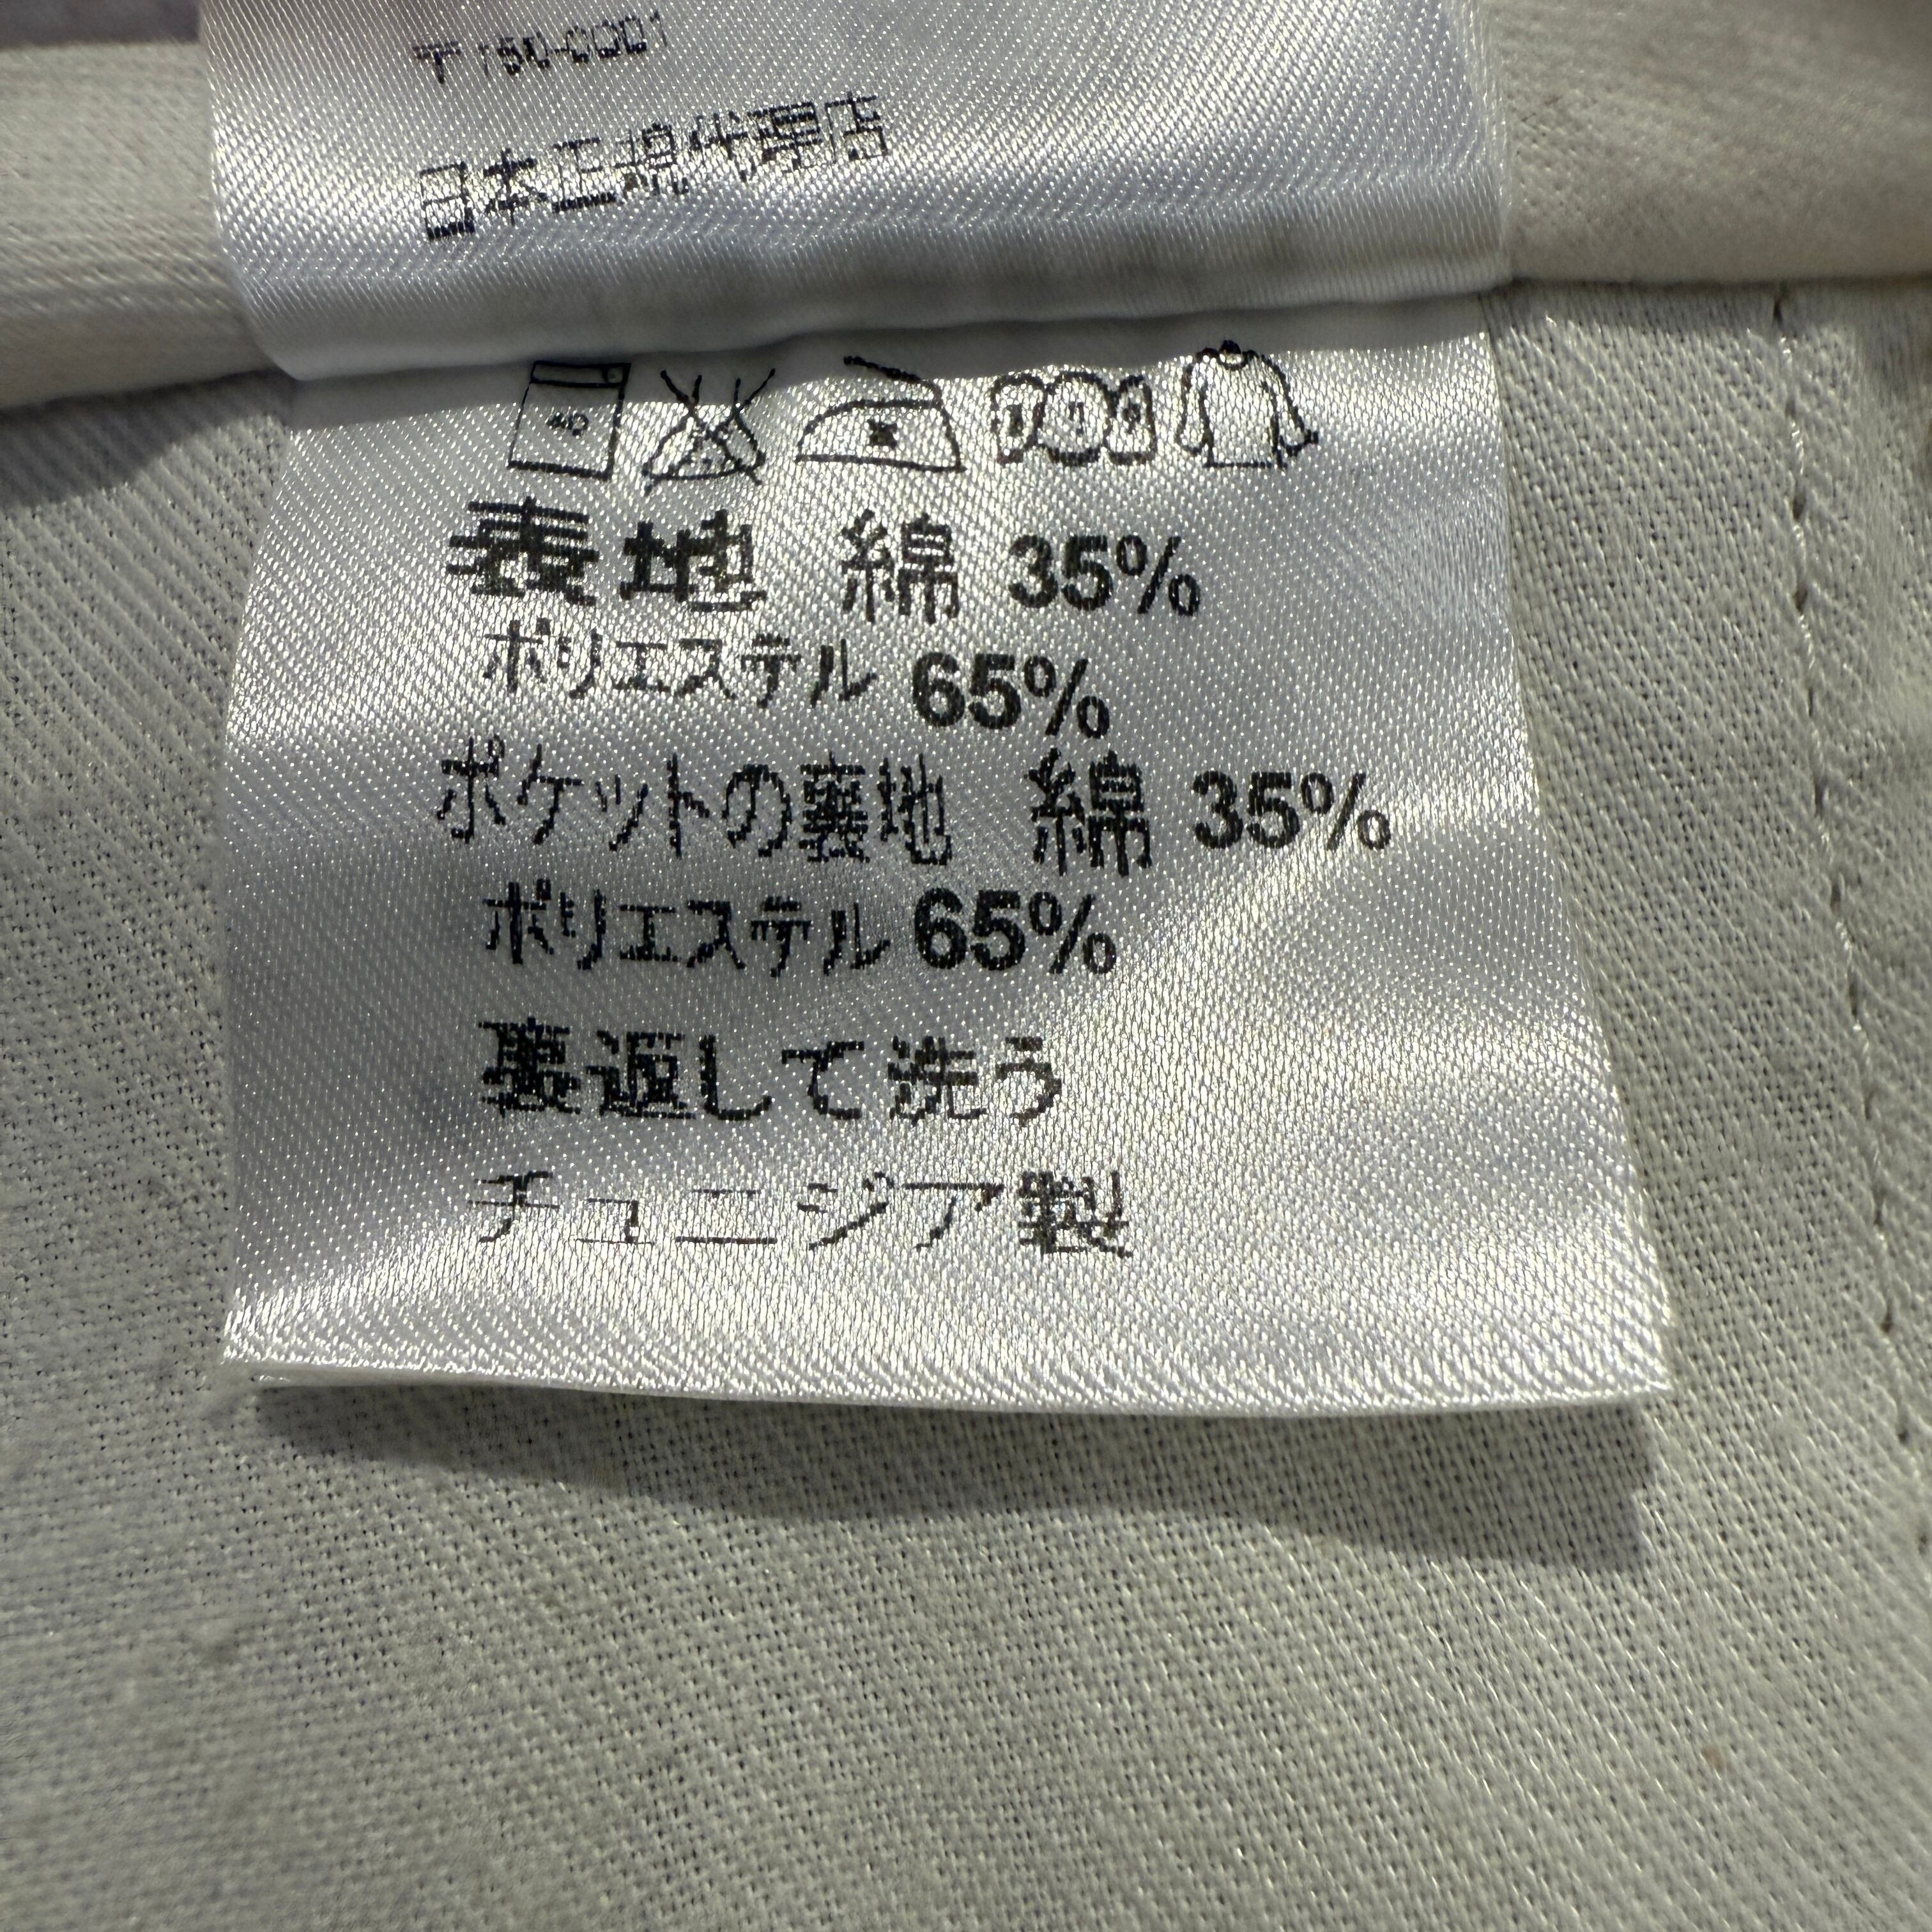 〒150-0001
日本正規代理店
40
表地 綿 35%
ポリエステル 65%
ポケットの裏地 綿 35%
ポリエステル 65%
裏返して洗う
チュニジア製